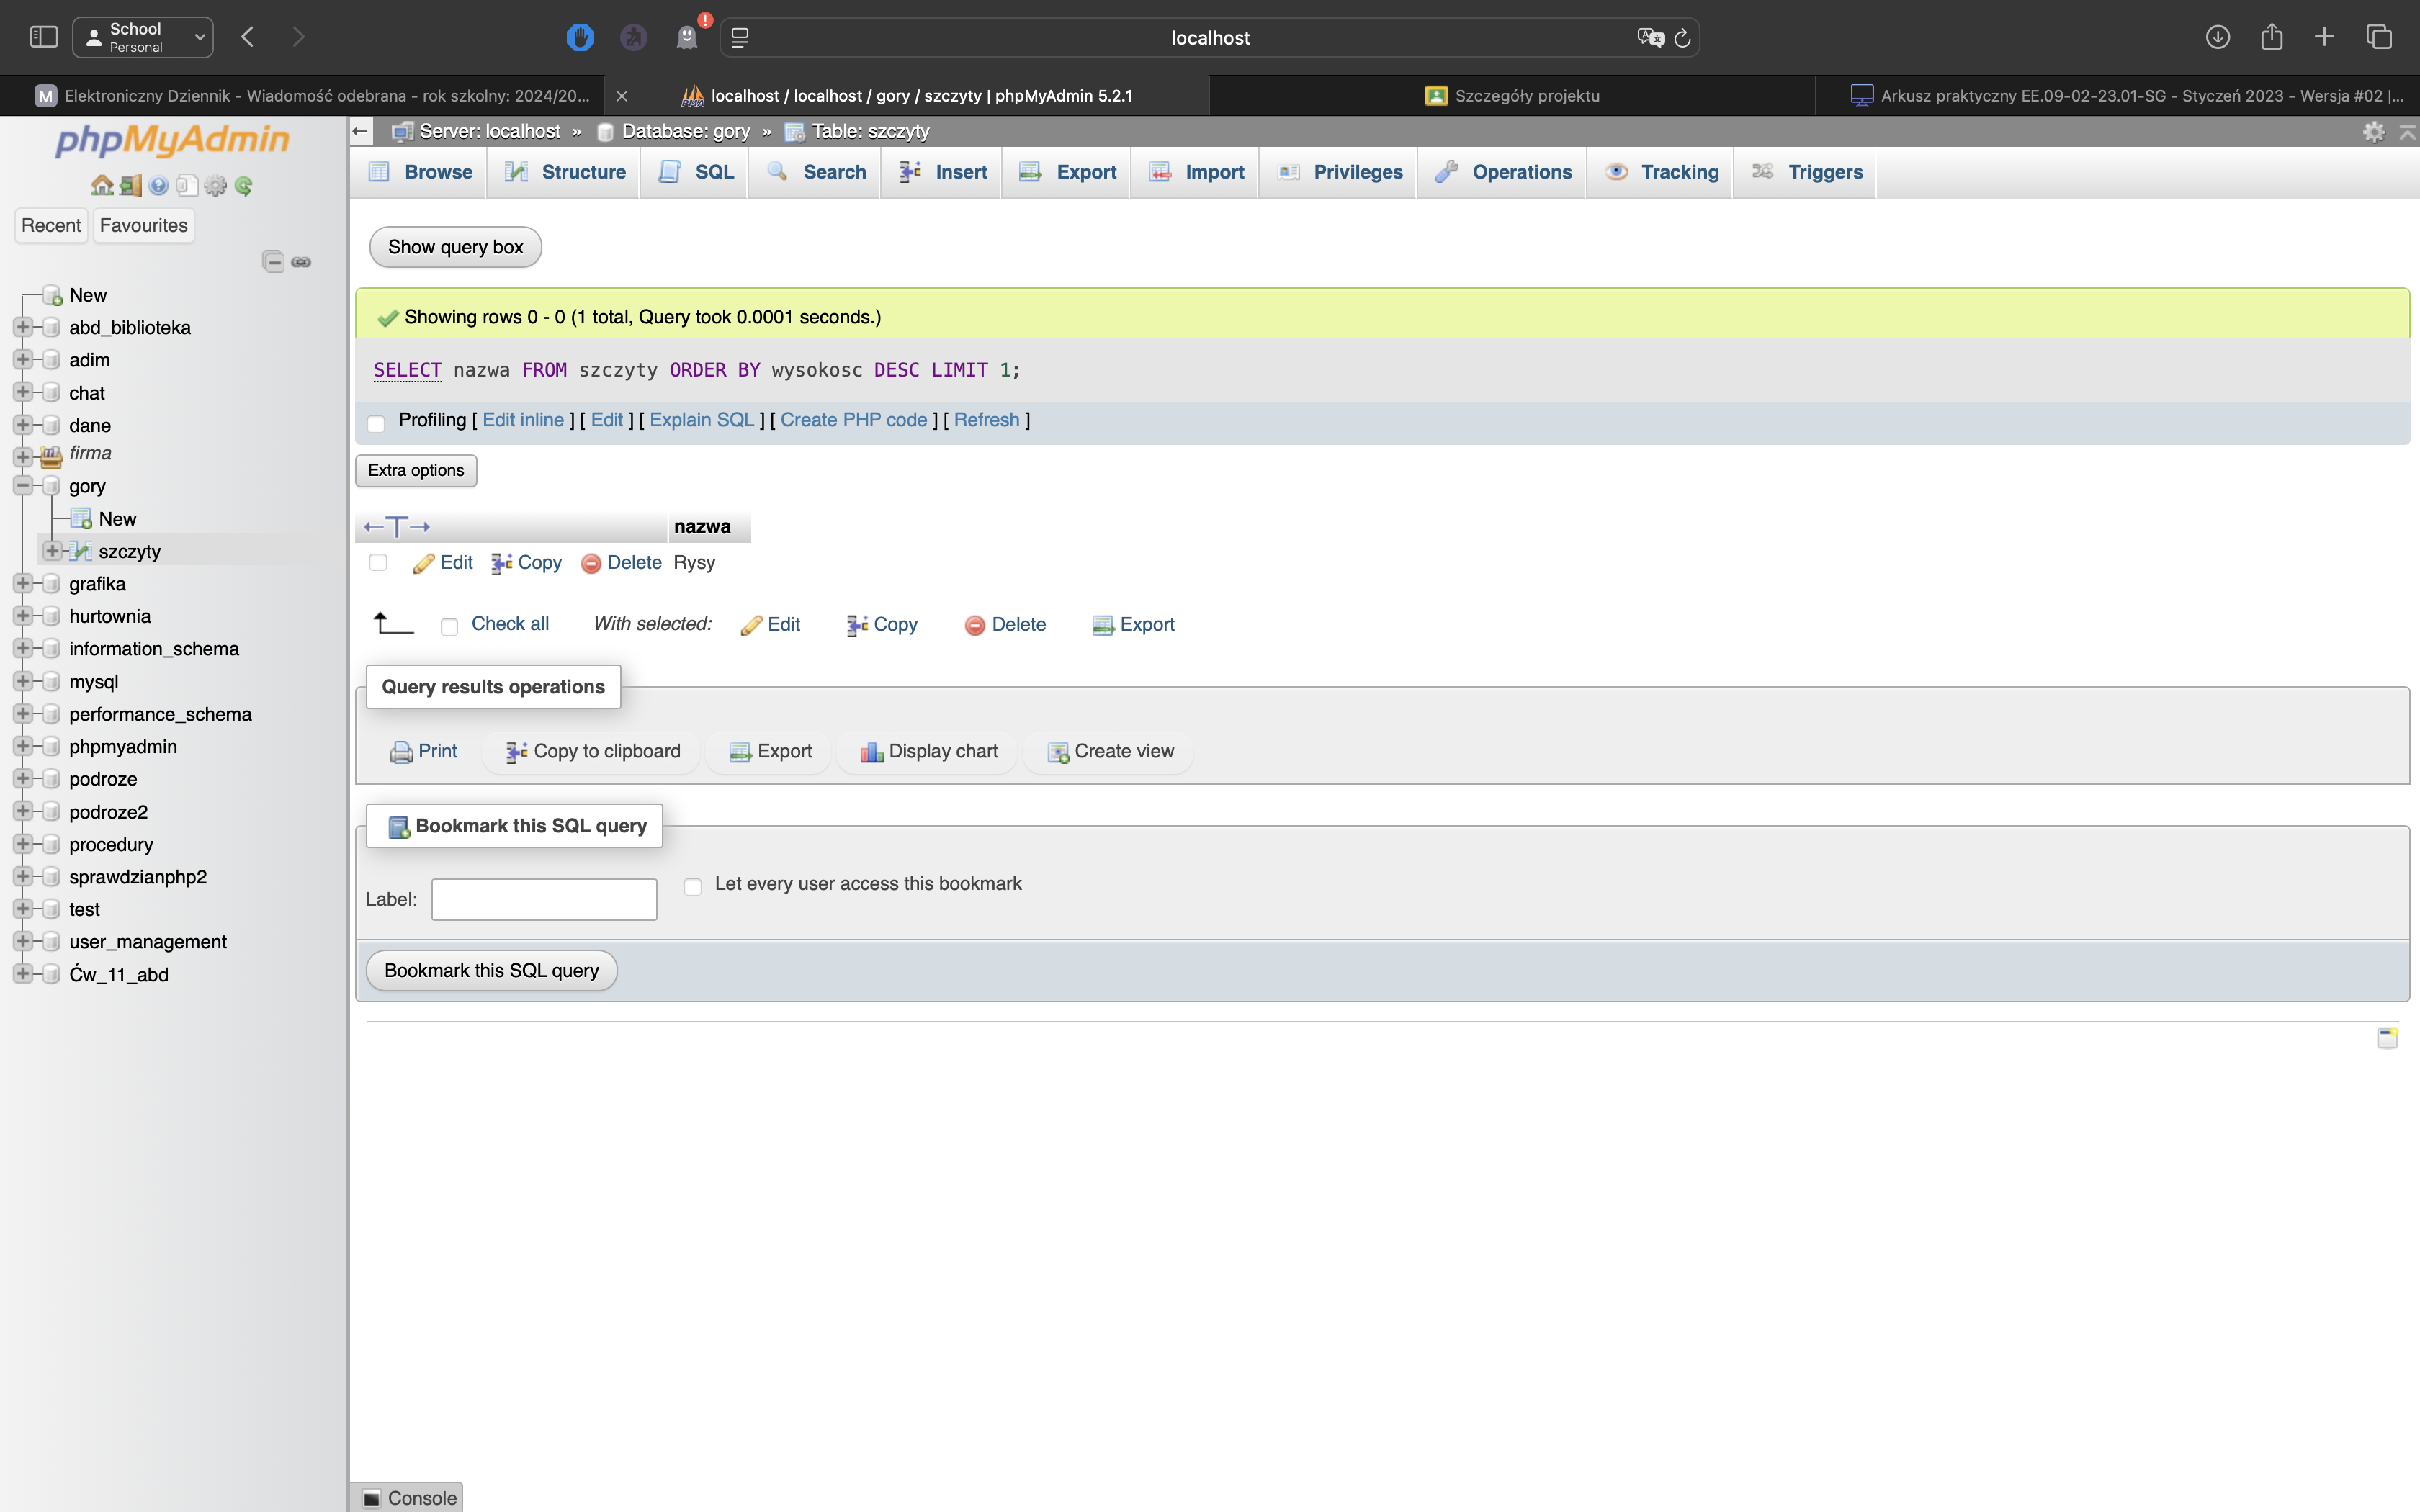 School
Personal
localhost
M Elektroniczny Dziennik - Wiadomość odebrana - rok szkolny: 2024/20...
localhost / localhost / gory / szczyty | phpMyAdmin 5.2.1
Szczegóły projektu
Arkusz praktyczny EE.09-02-23.01-SG - Styczeń 2023 - Wersja #02 |...
phpMyAdmin
Recent
Favourites
New
abd_biblioteka
adim
chat
dane
firma
gory
New
szczyty
grafika
hurtownia
information_schema
mysql
performance_schema
phpmyadmin
podroze
podroze2
procedury
sprawdzianphp2
test
user_management
Ćw_11_abd
Server: localhost » Database: gory » Table: szczyty
Browse Structure SQL Search Insert Export Import Privileges Operations Tracking Triggers
Show query box
Showing rows 0 - 0 (1 total, Query took 0.0001 seconds.)
SELECT nazwa FROM szczyty ORDER BY wysokosc DESC LIMIT 1;
Profiling [ Edit inline ] [ Edit ] [ Explain SQL ] [ Create PHP code ] [ Refresh ]
Extra options
←T→ nazwa
Edit Copy Delete Rysy
Check all With selected: Edit Copy Delete Export
Query results operations
Print Copy to clipboard Export Display chart Create view
Bookmark this SQL query
Label: Let every user access this bookmark
Bookmark this SQL query
Console